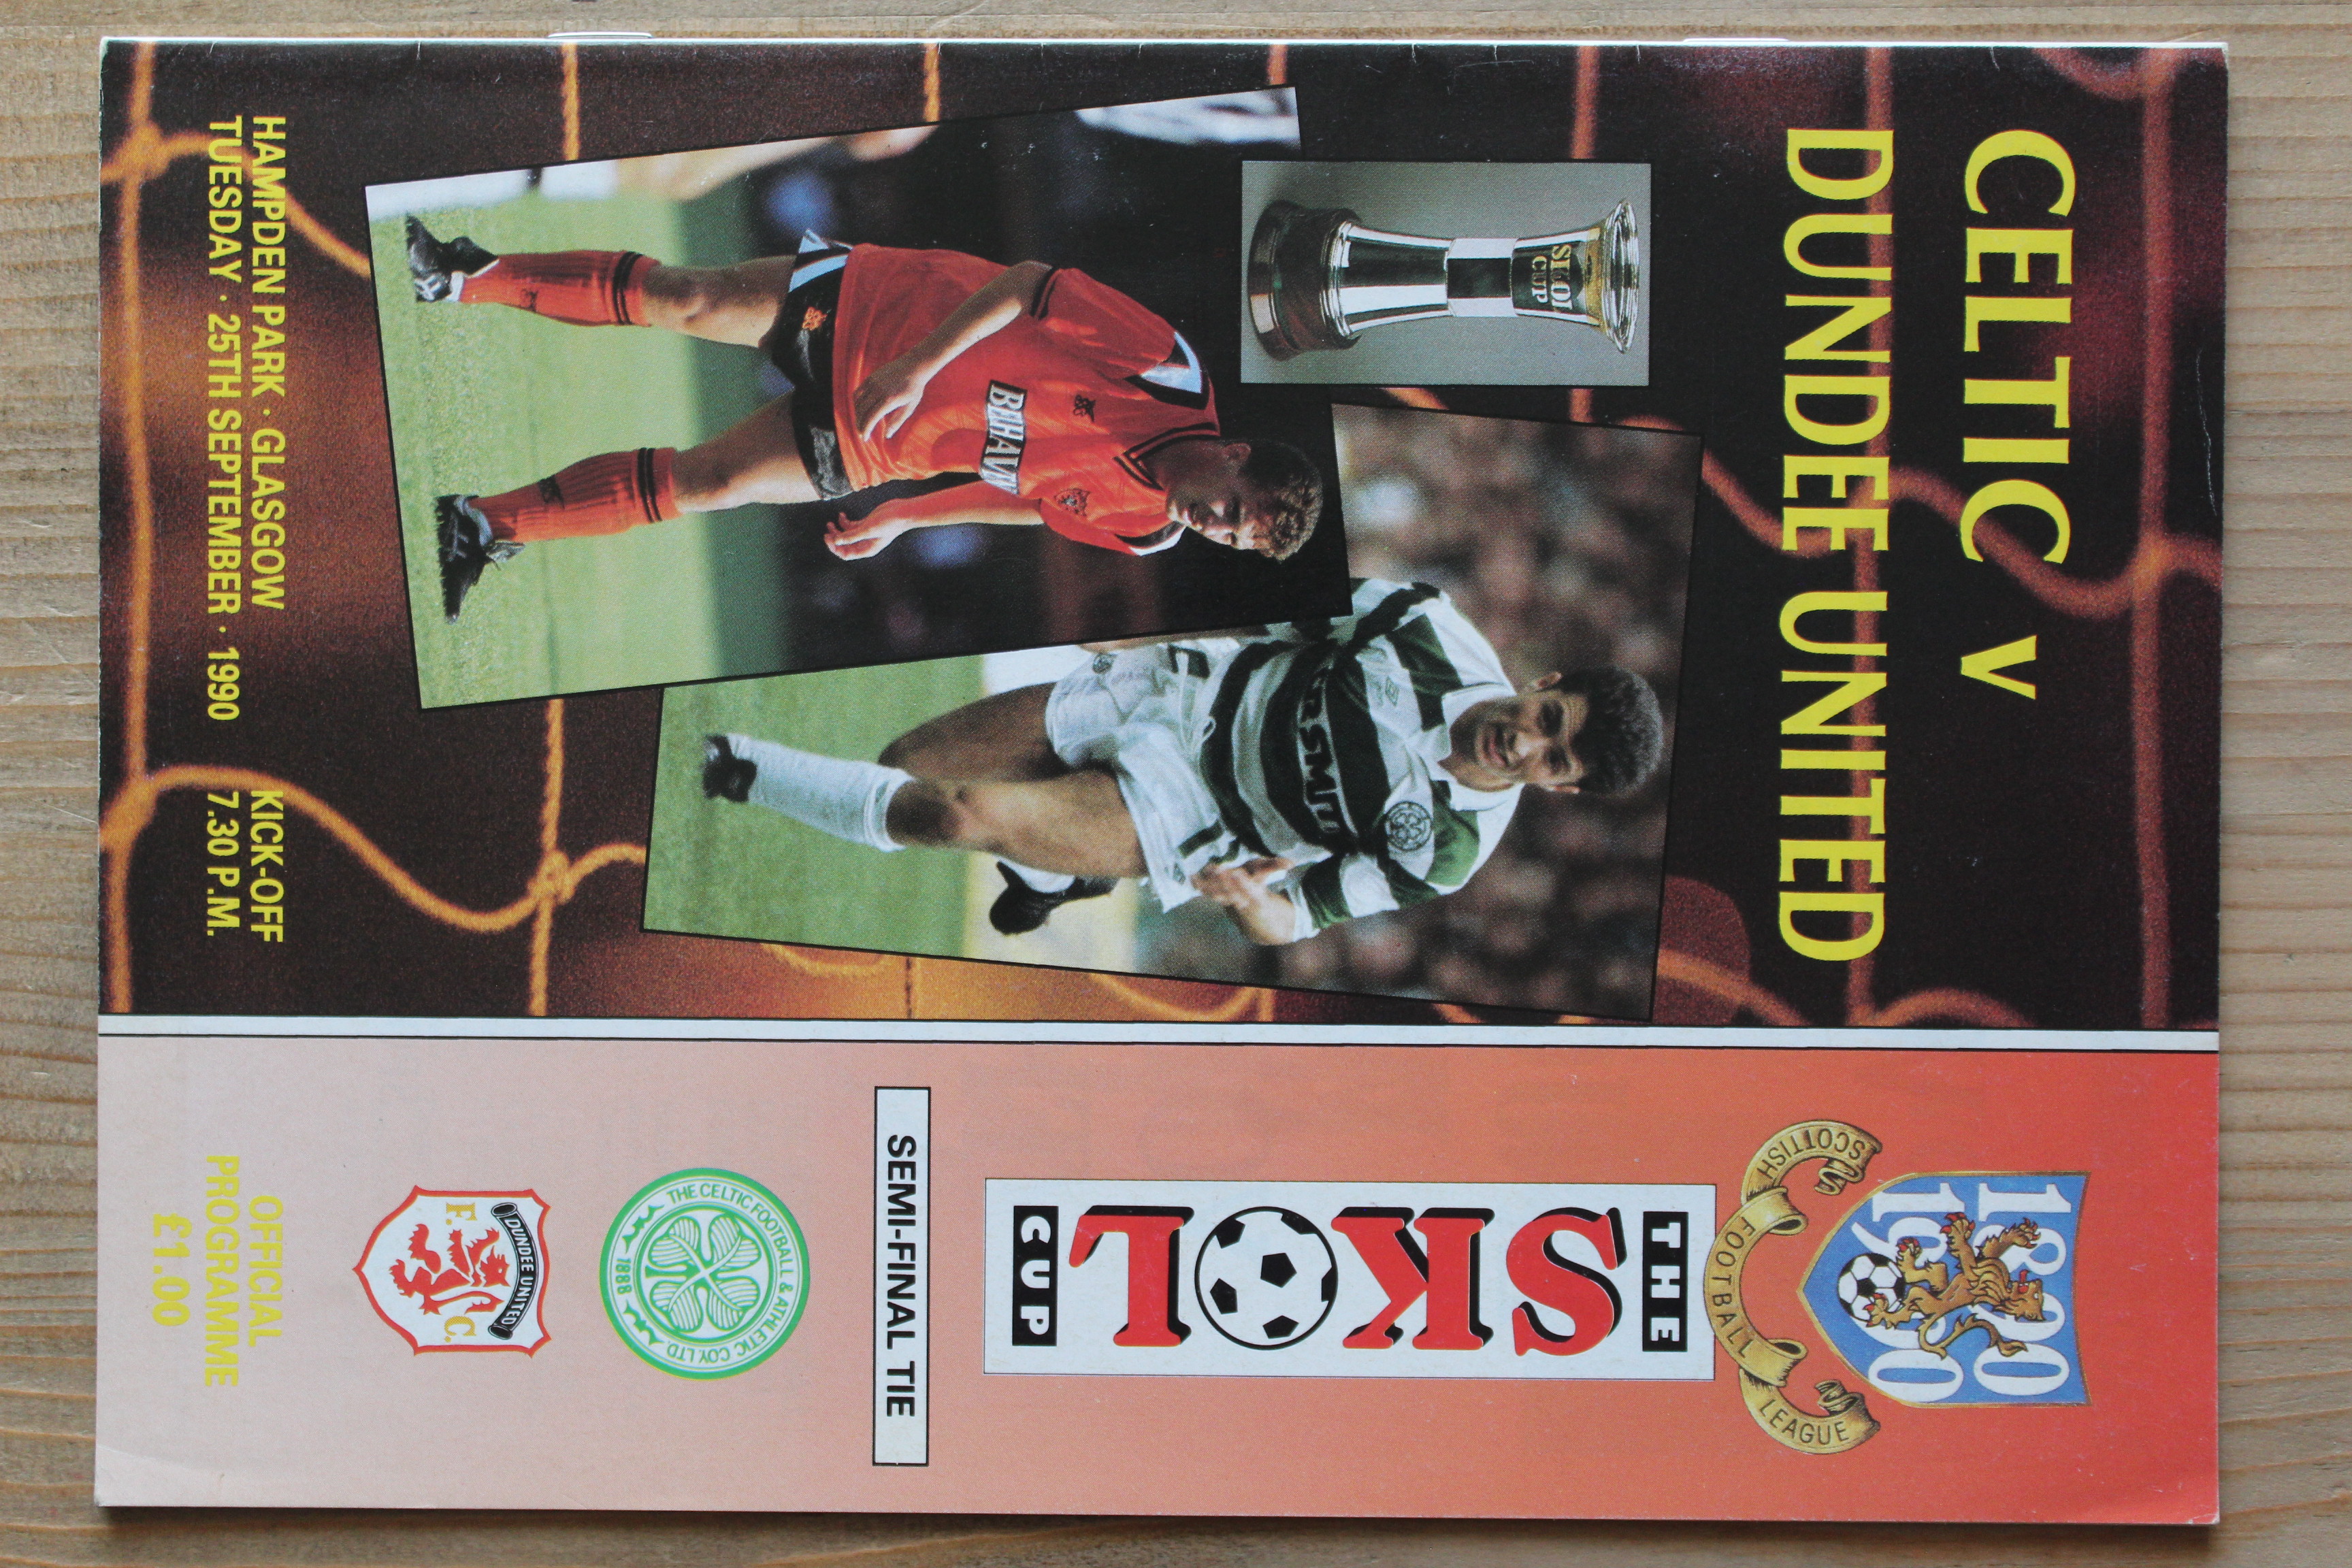 CELTIC v
DUNDEE UNITED
SKOL
CUP
HAMPDEN PARK · GLASGOW
TUESDAY · 25TH SEPTEMBER · 1990
KICK-OFF
7.30 P.M.
1890
1990
SCOTTISH FOOTBALL LEAGUE
THE
SKOL
CUP
SEMI-FINAL TIE
THE CELTIC FOOTBALL & ATHLETIC COY. LTD.
1888
DUNDEE UNITED
F.C.
OFFICIAL
PROGRAMME
£1.00